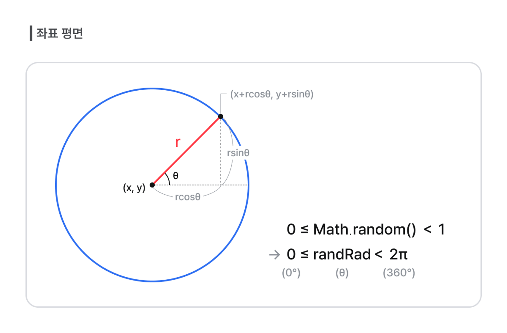 좌표 평면
(x+rcosθ, y+rsinθ)
r
rsinθ
θ
(x, y)
rcosθ
0 ≤ Math.random() < 1
→ 0 ≤ randRad < 2π
(0°) (θ) (360°)